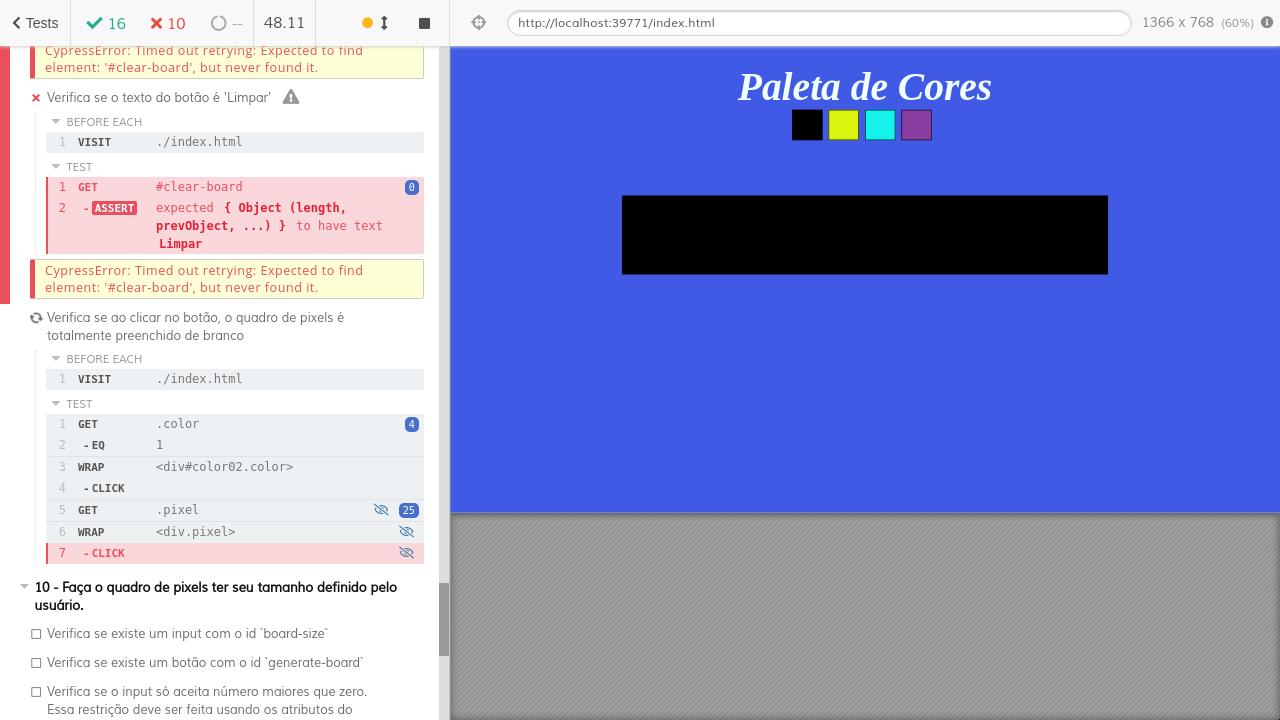 Tests
16
10
--
48.11
http://localhost:39771/index.html
1366 x 768 (60%)
CypressError: Timed out retrying: Expected to find
element: '#clear-board', but never found it.
Verifica se o texto do botão é 'Limpar'
BEFORE EACH
1 VISIT ./index.html
TEST
1 GET #clear-board 0
2 -ASSERT expected { Object (length,
prevObject, ...) } to have text
Limpar
CypressError: Timed out retrying: Expected to find
element: '#clear-board', but never found it.
Verifica se ao clicar no botão, o quadro de pixels é
totalmente preenchido de branco
BEFORE EACH
1 VISIT ./index.html
TEST
1 GET .color 4
2 -EQ 1
3 WRAP <div#color02.color>
4 -CLICK
5 GET .pixel 25
6 WRAP <div.pixel>
7 -CLICK
10 - Faça o quadro de pixels ter seu tamanho definido pelo
usuário.
Verifica se existe um input com o id `board-size`
Verifica se existe um botão com o id `generate-board`
Verifica se o input só aceita número maiores que zero.
Essa restrição deve ser feita usando os atributos do
Paleta de Cores